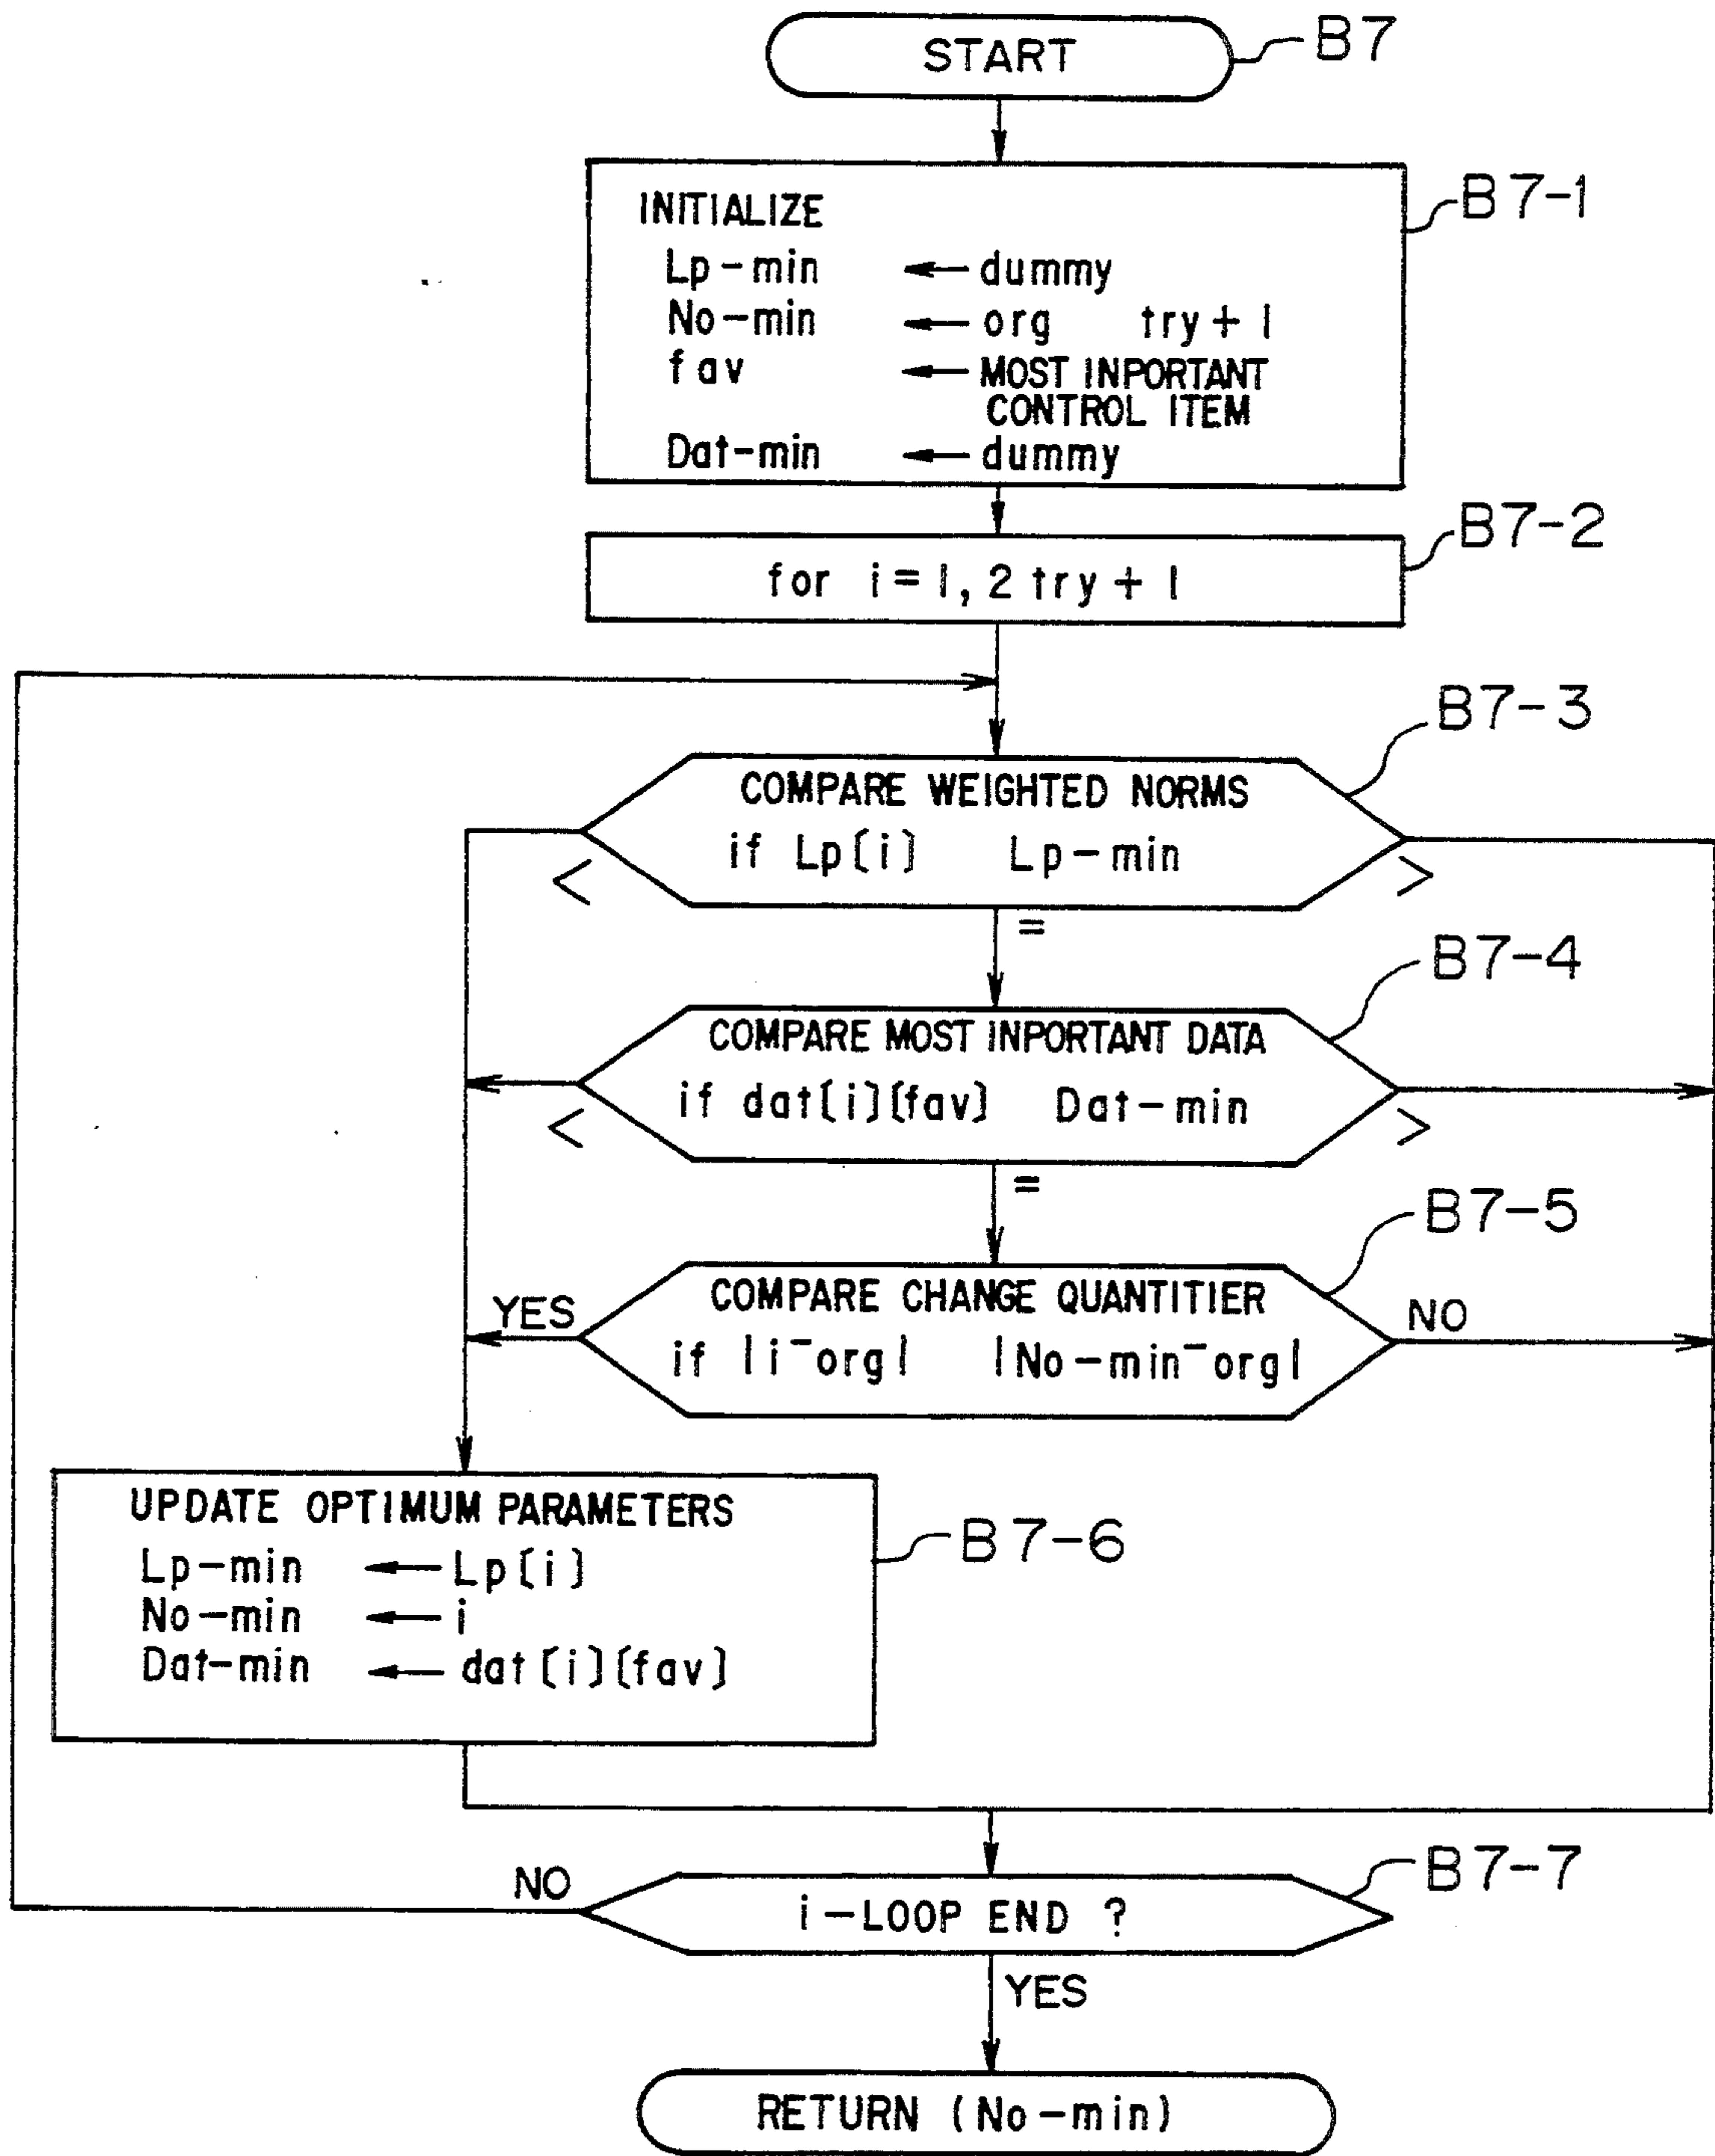 START
B7
INITIALIZE
B7-1
Lp-min ← dummy
No-min ← org try+1
fav ← MOST INPORTANT
CONTROL ITEM
Dat-min ← dummy
B7-2
for i=1, 2 try+1
B7-3
COMPARE WEIGHTED NORMS
if Lp[i] Lp-min
< >
=
B7-4
COMPARE MOST INPORTANT DATA
if dat[i][fav] Dat-min
< >
=
B7-5
COMPARE CHANGE QUANTITIER
YES NO
if |i-org| |No-min-org|
UPDATE OPTIMUM PARAMETERS
B7-6
Lp-min ← Lp[i]
No-min ← i
Dat-min ← dat[i][fav]
B7-7
NO
i-LOOP END ?
YES
RETURN (No-min)